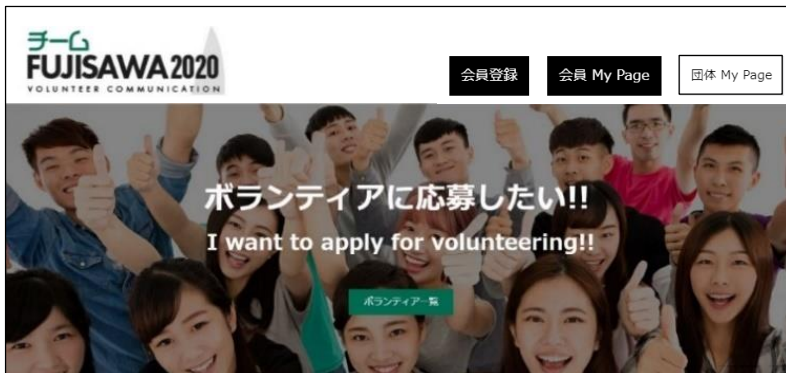 チーム
FUJISAWA2020
VOLUNTEER COMMUNICATION
会員登録 会員 My Page 団体 My Page
ボランティアに応募したい!!
I want to apply for volunteering!!
ボランティア一覧